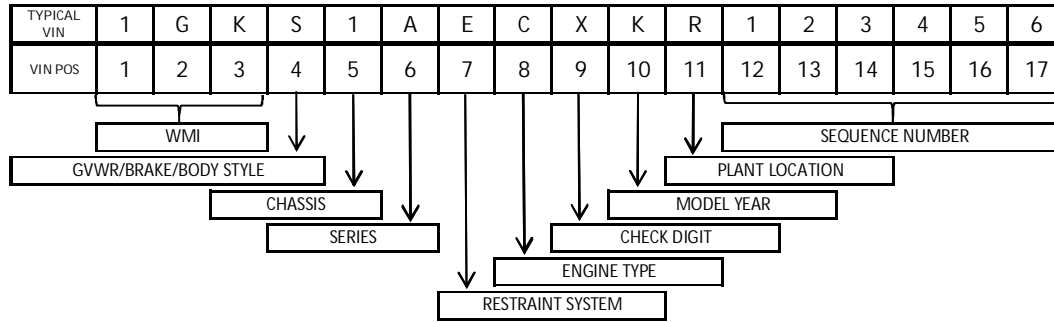 TYPICAL VIN 1 G K S 1 A E C X K R 1 2 3 4 5 6
VIN POS 1 2 3 4 5 6 7 8 9 10 11 12 13 14 15 16 17
WMI SEQUENCE NUMBER
GVWR/BRAKE/BODY STYLE PLANT LOCATION
CHASSIS MODEL YEAR
SERIES CHECK DIGIT
ENGINE TYPE
RESTRAINT SYSTEM